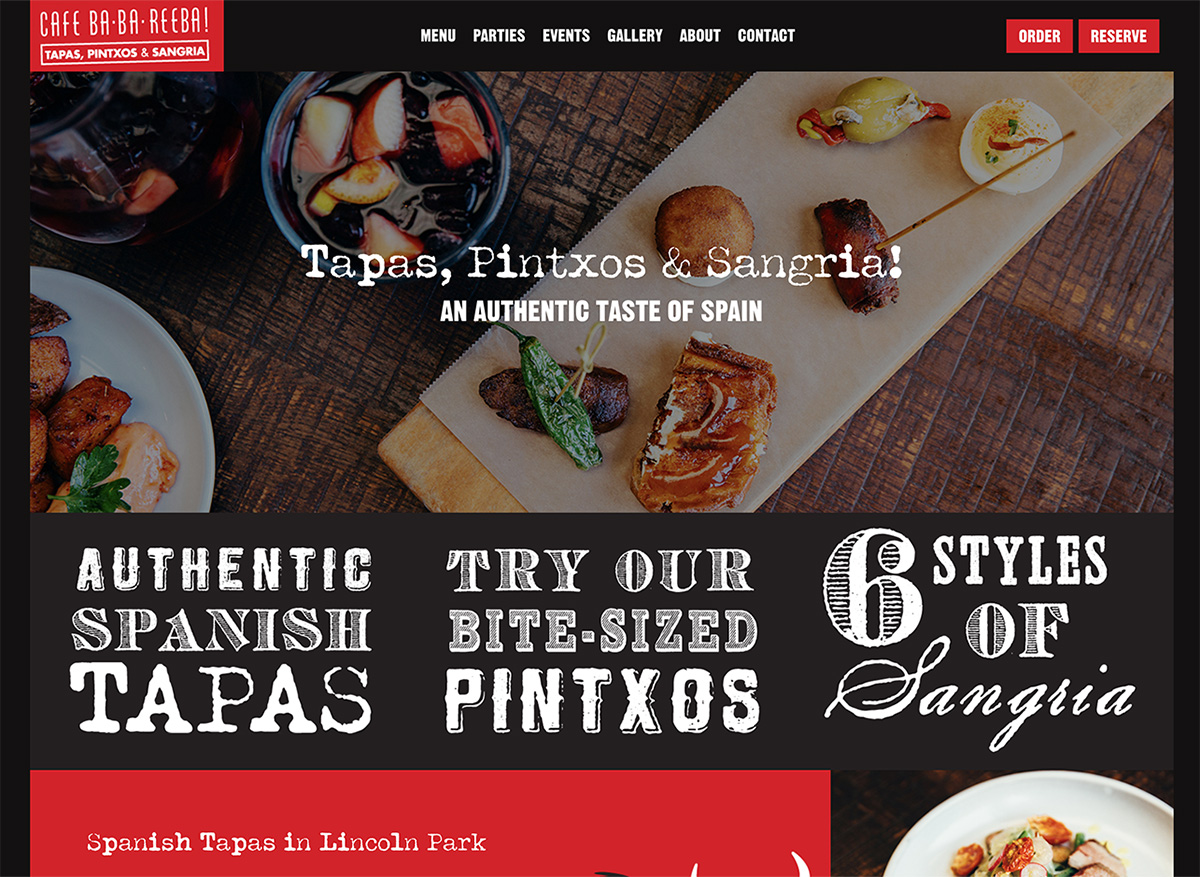 CAFE BA·BA·REEBA!
TAPAS, PINTXOS & SANGRIA
MENU PARTIES EVENTS GALLERY ABOUT CONTACT
ORDER RESERVE
Tapas, Pintxos & Sangria!
AN AUTHENTIC TASTE OF SPAIN
AUTHENTIC
SPANISH
TAPAS
TRY OUR
BITE-SIZED
PINTXOS
6 STYLES
OF
Sangria
Spanish Tapas in Lincoln Park